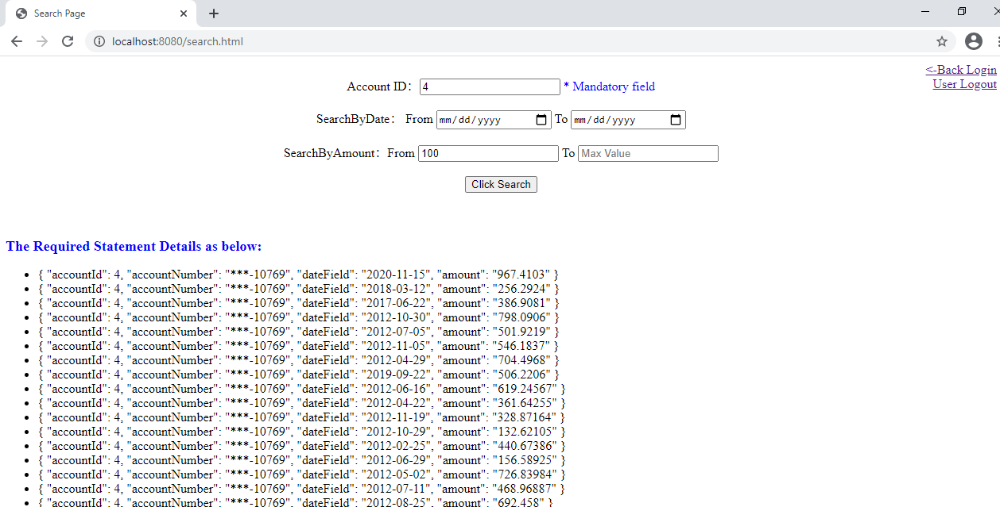 Search Page
localhost:8080/search.html
<-Back Login
User Logout
Account ID: 4 * Mandatory field
SearchByDate: From mm/dd/yyyy To mm/dd/yyyy
SearchByAmount: From 100 To Max Value
Click Search
The Required Statement Details as below:
{ "accountId": 4, "accountNumber": "***-10769", "dateField": "2020-11-15", "amount": "967.4103" }
{ "accountId": 4, "accountNumber": "***-10769", "dateField": "2018-03-12", "amount": "256.2924" }
{ "accountId": 4, "accountNumber": "***-10769", "dateField": "2017-06-22", "amount": "386.9081" }
{ "accountId": 4, "accountNumber": "***-10769", "dateField": "2012-10-30", "amount": "798.0906" }
{ "accountId": 4, "accountNumber": "***-10769", "dateField": "2012-07-05", "amount": "501.9219" }
{ "accountId": 4, "accountNumber": "***-10769", "dateField": "2012-11-05", "amount": "546.1837" }
{ "accountId": 4, "accountNumber": "***-10769", "dateField": "2012-04-29", "amount": "704.4968" }
{ "accountId": 4, "accountNumber": "***-10769", "dateField": "2019-09-22", "amount": "506.2206" }
{ "accountId": 4, "accountNumber": "***-10769", "dateField": "2012-06-16", "amount": "619.24567" }
{ "accountId": 4, "accountNumber": "***-10769", "dateField": "2012-04-22", "amount": "361.64255" }
{ "accountId": 4, "accountNumber": "***-10769", "dateField": "2012-11-19", "amount": "328.87164" }
{ "accountId": 4, "accountNumber": "***-10769", "dateField": "2012-10-29", "amount": "132.62105" }
{ "accountId": 4, "accountNumber": "***-10769", "dateField": "2012-02-25", "amount": "440.67386" }
{ "accountId": 4, "accountNumber": "***-10769", "dateField": "2012-06-29", "amount": "156.58925" }
{ "accountId": 4, "accountNumber": "***-10769", "dateField": "2012-05-02", "amount": "726.83984" }
{ "accountId": 4, "accountNumber": "***-10769", "dateField": "2012-07-11", "amount": "468.96887" }
{ "accountId": 4, "accountNumber": "***-10769", "dateField": "2012-08-25", "amount": "692.458" }